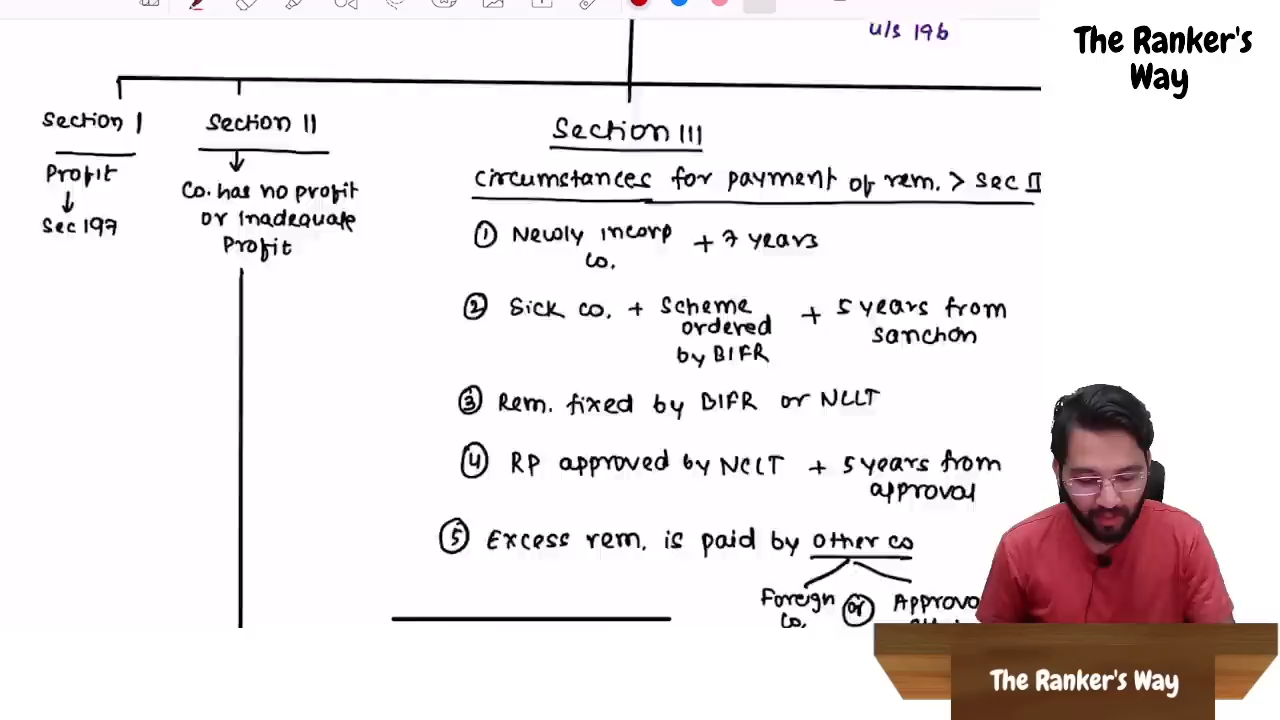 u/s 196
The Ranker's
Way
Section I
Profit
Sec 197
Section II
Co. has no profit
or inadequate
Profit
Section III
Circumstances for payment of rem. > Sec II
① Newly incorp + 7 years
Co.
② Sick co. + Scheme + 5 years from
ordered sanction
by BIFR
③ Rem. fixed by BIFR or NCLT
④ RP approved by NCLT + 5 years from
approval
⑤ Excess rem. is paid by other co
Foreign or
Co.
The Ranker's Way